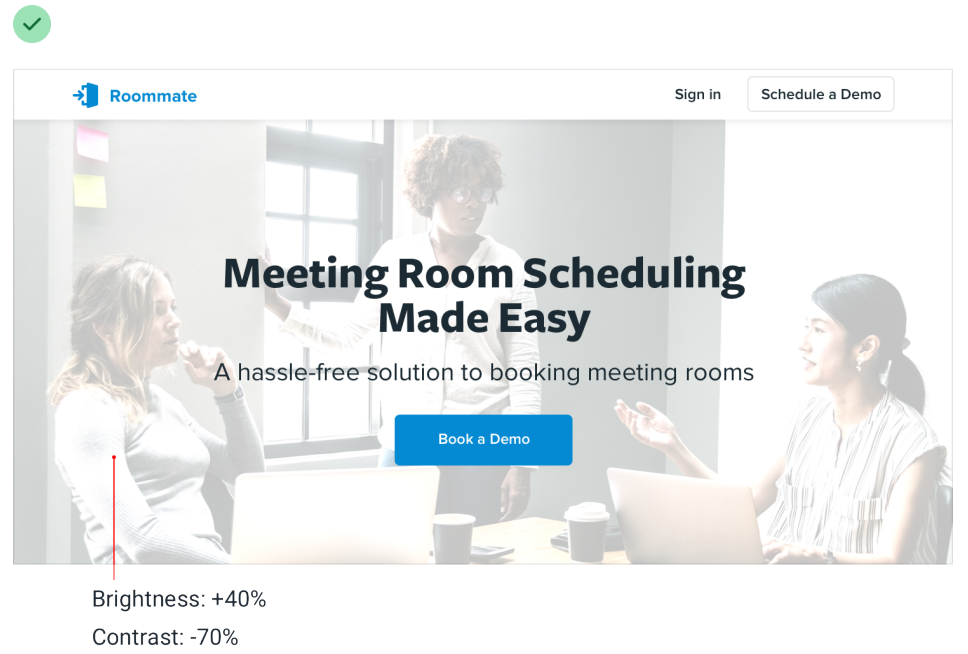 Roommate
Sign in
Schedule a Demo
Meeting Room Scheduling
Made Easy
A hassle-free solution to booking meeting rooms
Book a Demo
Brightness: +40%
Contrast: -70%